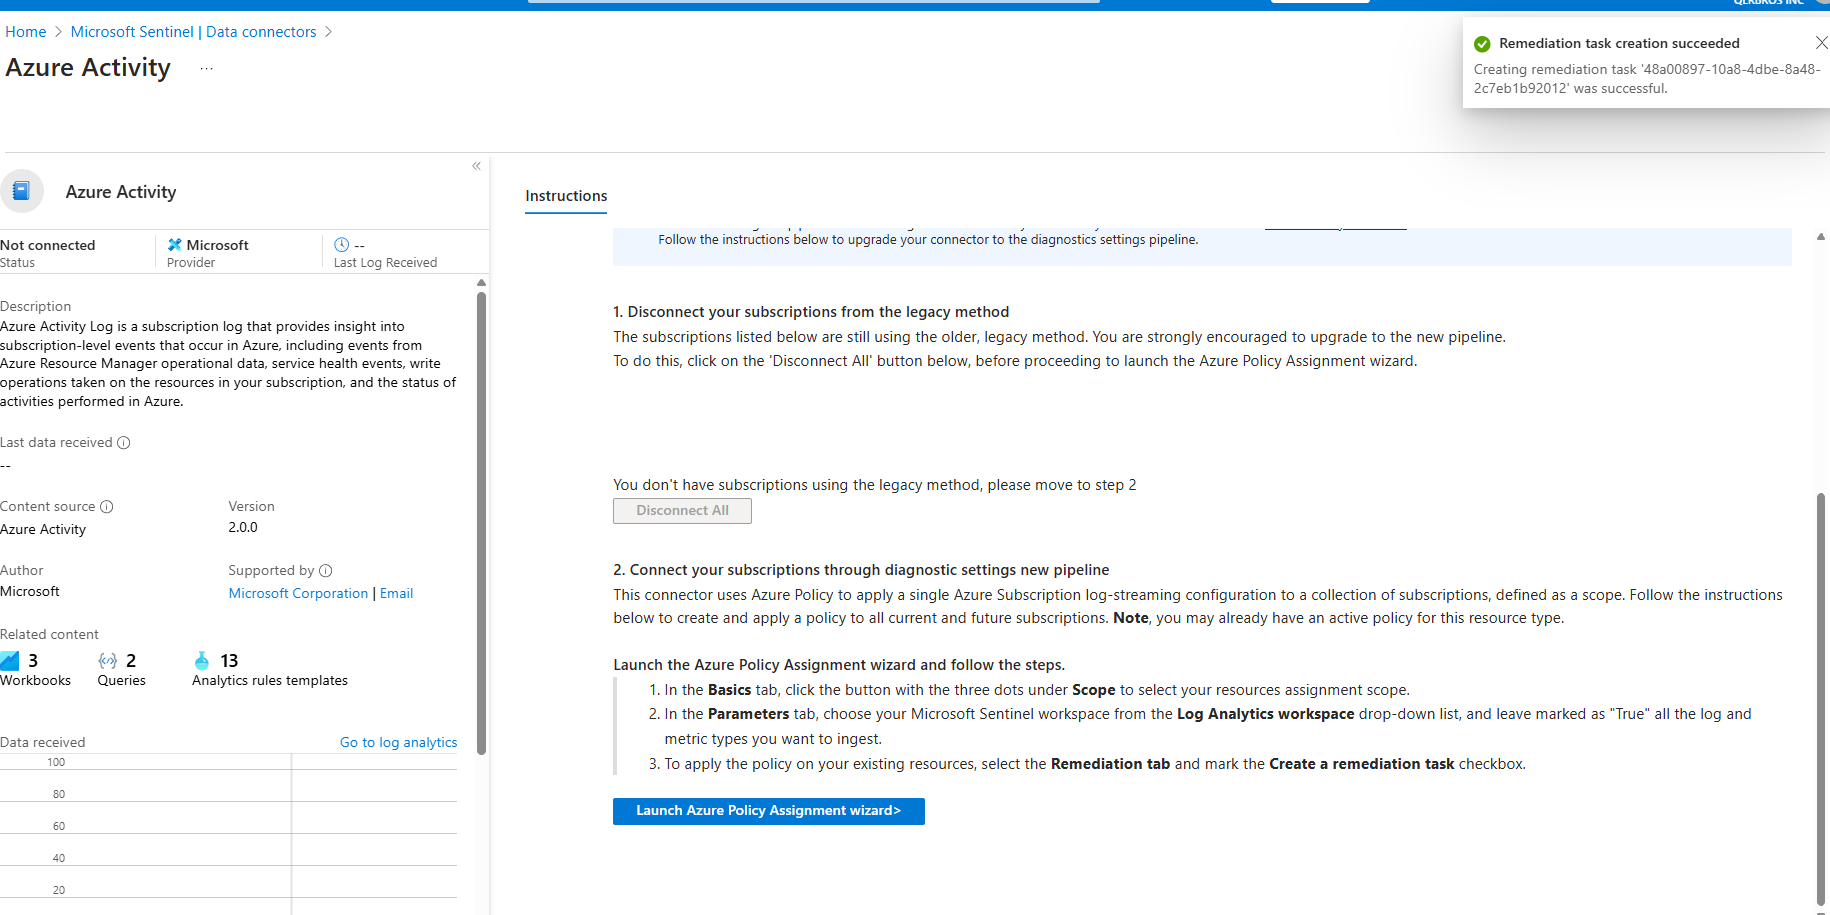 Home > Microsoft Sentinel | Data connectors >
Azure Activity ...
Remediation task creation succeeded
Creating remediation task '48a00897-10a8-4dbe-8a48-
2c7eb1b92012' was successful.
Azure Activity
Not connected
Status
Microsoft
Provider
--
Last Log Received
Description
Azure Activity Log is a subscription log that provides insight into
subscription-level events that occur in Azure, including events from
Azure Resource Manager operational data, service health events, write
operations taken on the resources in your subscription, and the status of
activities performed in Azure.
Last data received
--
Content source
Azure Activity
Version
2.0.0
Author
Microsoft
Supported by
Microsoft Corporation | Email
Related content
3
Workbooks
2
Queries
13
Analytics rules templates
Data received
Go to log analytics
100
80
60
40
20
Instructions
Follow the instructions below to upgrade your connector to the diagnostics settings pipeline.
1. Disconnect your subscriptions from the legacy method
The subscriptions listed below are still using the older, legacy method. You are strongly encouraged to upgrade to the new pipeline.
To do this, click on the 'Disconnect All' button below, before proceeding to launch the Azure Policy Assignment wizard.
You don't have subscriptions using the legacy method, please move to step 2
Disconnect All
2. Connect your subscriptions through diagnostic settings new pipeline
This connector uses Azure Policy to apply a single Azure Subscription log-streaming configuration to a collection of subscriptions, defined as a scope. Follow the instructions
below to create and apply a policy to all current and future subscriptions. Note, you may already have an active policy for this resource type.
Launch the Azure Policy Assignment wizard and follow the steps.
1. In the Basics tab, click the button with the three dots under Scope to select your resources assignment scope.
2. In the Parameters tab, choose your Microsoft Sentinel workspace from the Log Analytics workspace drop-down list, and leave marked as "True" all the log and
metric types you want to ingest.
3. To apply the policy on your existing resources, select the Remediation tab and mark the Create a remediation task checkbox.
Launch Azure Policy Assignment wizard>